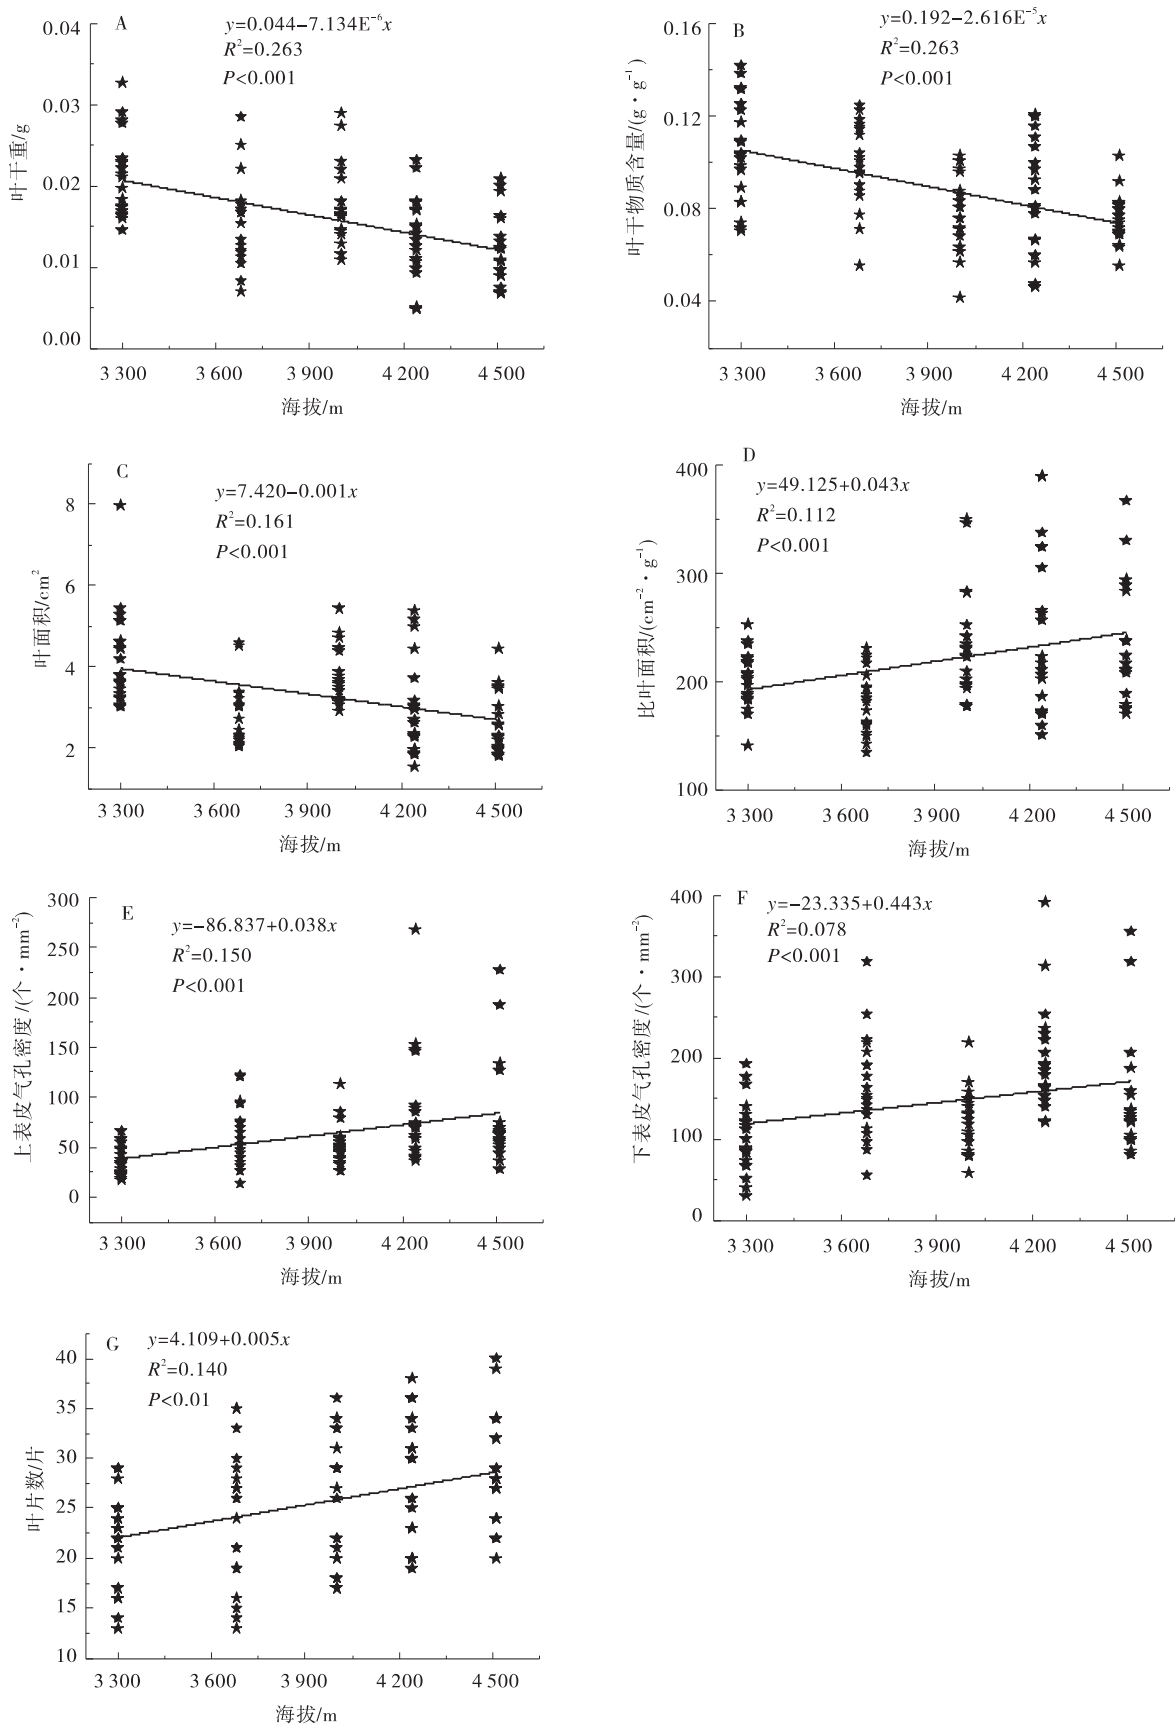 A
y=0.044−7.134E⁻⁶x
R²=0.263
P<0.001
0.04
0.03
0.02
0.01
0.00
叶干重/g
3 300 3 600 3 900 4 200 4 500
海拔/m
B
y=0.192−2.616E⁻⁵x
R²=0.263
P<0.001
0.16
0.12
0.08
0.04
叶干物质含量/(g·g⁻¹)
3 300 3 600 3 900 4 200 4 500
海拔/m
C
y=7.420−0.001x
R²=0.161
P<0.001
8
6
4
2
叶面积/cm²
3 300 3 600 3 900 4 200 4 500
海拔/m
D
y=49.125+0.043x
R²=0.112
P<0.001
400
300
200
100
比叶面积/(cm⁻²·g⁻¹)
3 300 3 600 3 900 4 200 4 500
海拔/m
E
y=−86.837+0.038x
R²=0.150
P<0.001
300
250
200
150
100
50
0
上表皮气孔密度/(个·mm⁻²)
3 300 3 600 3 900 4 200 4 500
海拔/m
F
y=−23.335+0.443x
R²=0.078
P<0.001
400
300
200
100
0
下表皮气孔密度/(个·mm⁻²)
3 300 3 600 3 900 4 200 4 500
海拔/m
G
y=4.109+0.005x
R²=0.140
P<0.01
40
35
30
25
20
15
10
叶片数/片
3 300 3 600 3 900 4 200 4 500
海拔/m